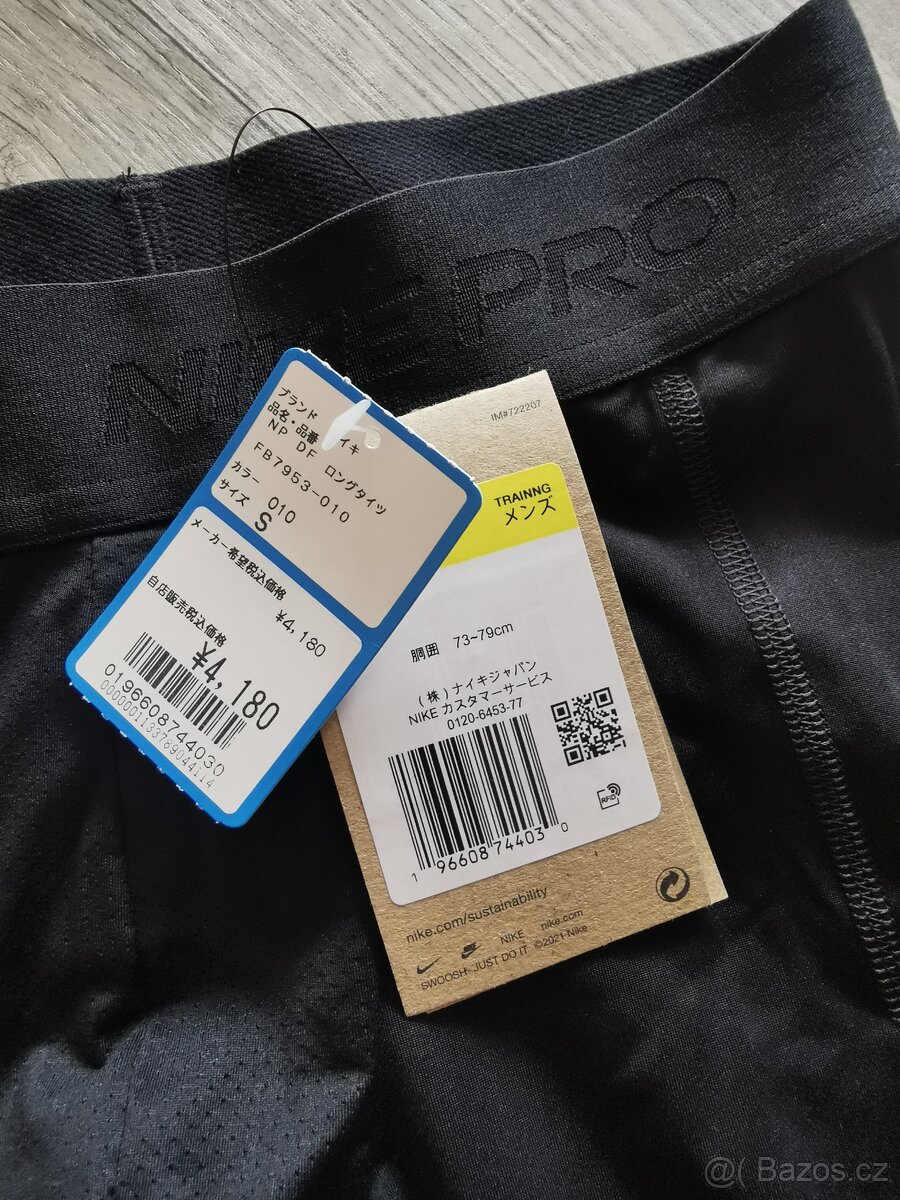 NIKE PRO
ブランド
品名・品番 イキ
NP DF ロングタイツ
FB7953-010
カラー 010
サイズ S
メーカー希望税込価格
¥4,180
自店販売税込価格
¥4,180
0196608744030
0000001133789044114
IM#722207
TRAINNG
メンズ
胴囲 73~79cm
(株)ナイキジャパン
NIKE カスタマーサービス
0120-6453-77
RFID
1 96608 74403 0
nike.com/sustainability
NIKE nike.com
SWOOSH JUST DO IT ©2021 Nike
@( Bazos.cz